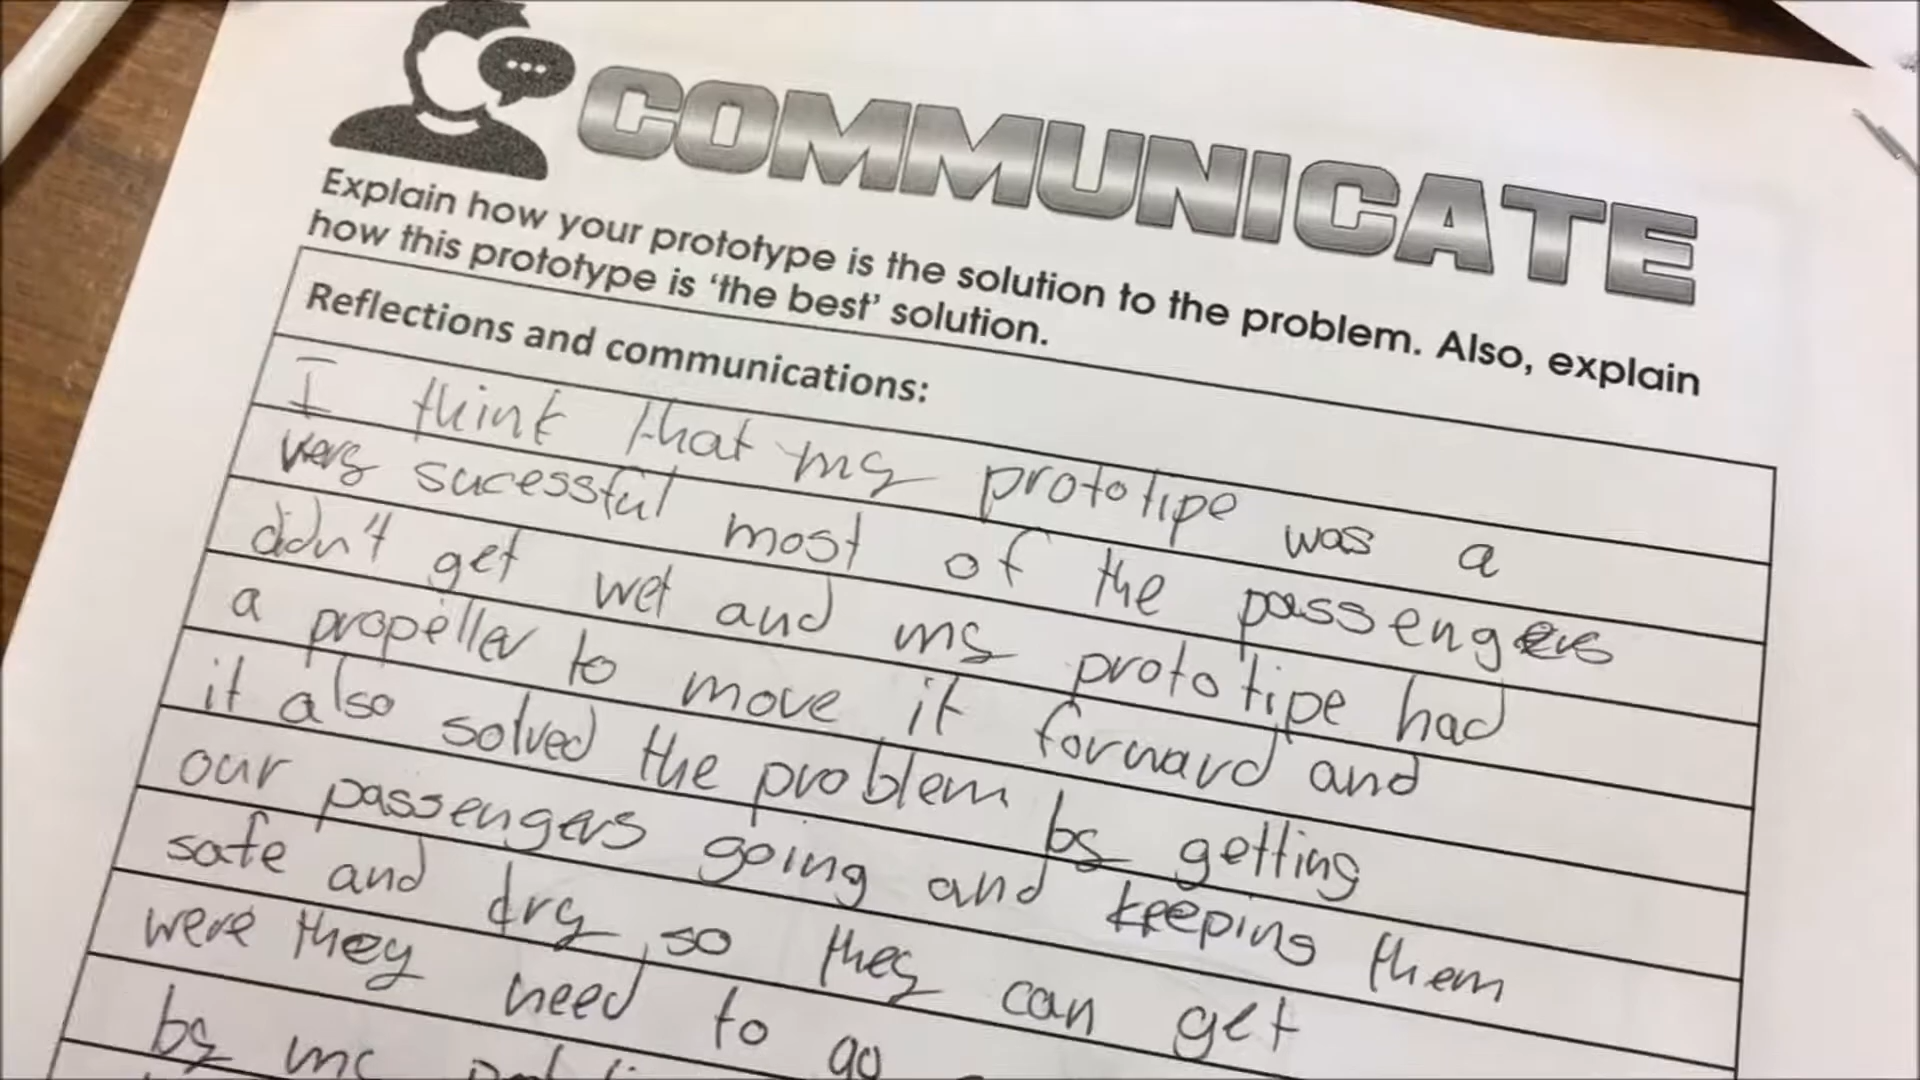 COMMUNICATE
Explain how your prototype is the solution to the problem. Also, explain
how this prototype is ‘the best’ solution.
Reflections and communications:
I think that my prototipe was a
very sucessful most of the passengers
didn't get wet and my prototipe had
a propeller to move it forward and
it also solved the problem by getting
our passengers going and keeping them
safe and dry, so they can get
were they need to go
by